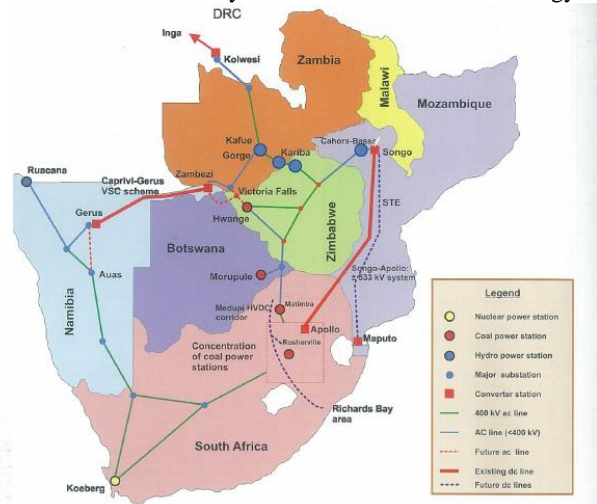 DRC
Inga
Kolwesi
Zambia
Malawi
Mozambique
Kafue
Gorge
Kariba
Cahora-Bassa
Songo
Ruacana
Caprivi-Gerus
VSC scheme
Zambezi
Victoria Falls
Gerus
Hwange
Zimbabwe
STE
Botswana
Songo-Apollo:
± 533 kV system
Auas
Morupule
Namibia
Medupi HVDC
corridor
Matimba
Apollo
Maputo
Concentration
of coal power
stations
Rosherville
Richards Bay
area
South Africa
Koeberg
Legend
Nuclear power station
Coal power station
Hydro power station
Major substation
Converter station
400 kV ac line
AC line (<400 kV)
Future ac line
Existing dc line
Future dc lines